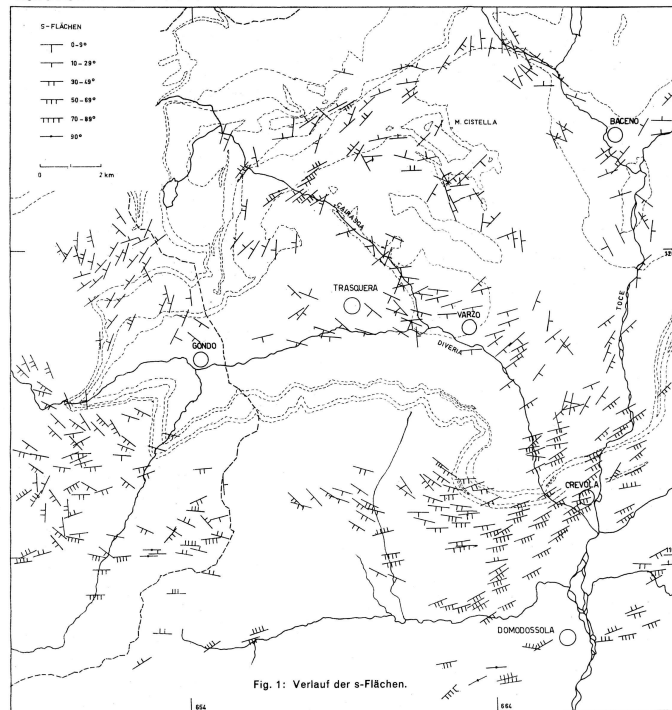 S-FLÄCHEN
0-9°
10-29°
30-49°
50-69°
70-89°
90°
0 2 km
M. CISTELLA
BACENO
CAIRASCA
TRASQUERA
VARZO
TOCE
GONDO
DIVERIA
CREVOLA
DOMODOSSOLA
Fig. 1: Verlauf der s-Flächen.
654
664